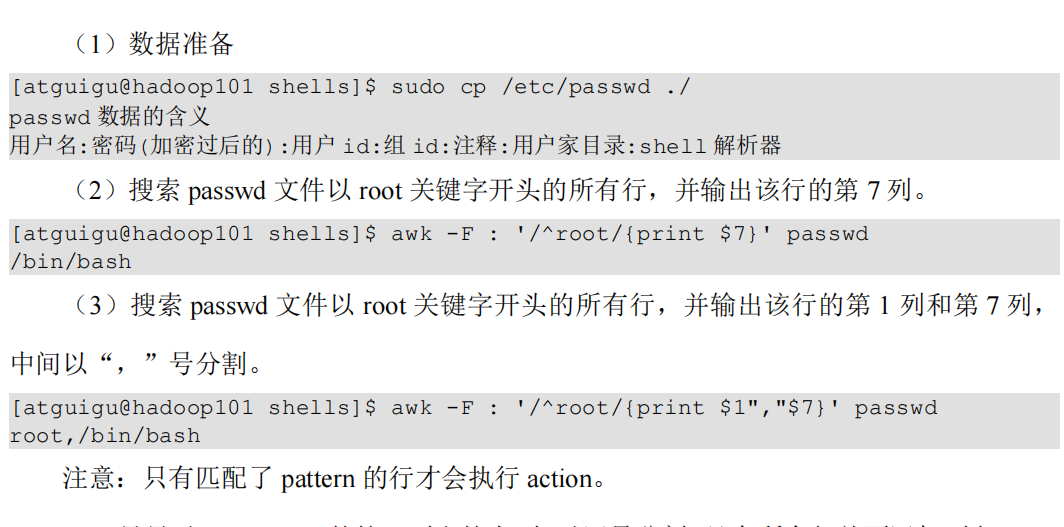 （1）数据准备
[atguigu@hadoop101 shells]$ sudo cp /etc/passwd ./
passwd 数据的含义
用户名:密码(加密过后的):用户 id:组 id:注释:用户家目录:shell 解析器
（2）搜索 passwd 文件以 root 关键字开头的所有行，并输出该行的第 7 列。
[atguigu@hadoop101 shells]$ awk -F : '/^root/{print $7}' passwd
/bin/bash
（3）搜索 passwd 文件以 root 关键字开头的所有行，并输出该行的第 1 列和第 7 列，
中间以“，”号分割。
[atguigu@hadoop101 shells]$ awk -F : '/^root/{print $1","$7}' passwd
root,/bin/bash
注意：只有匹配了 pattern 的行才会执行 action。